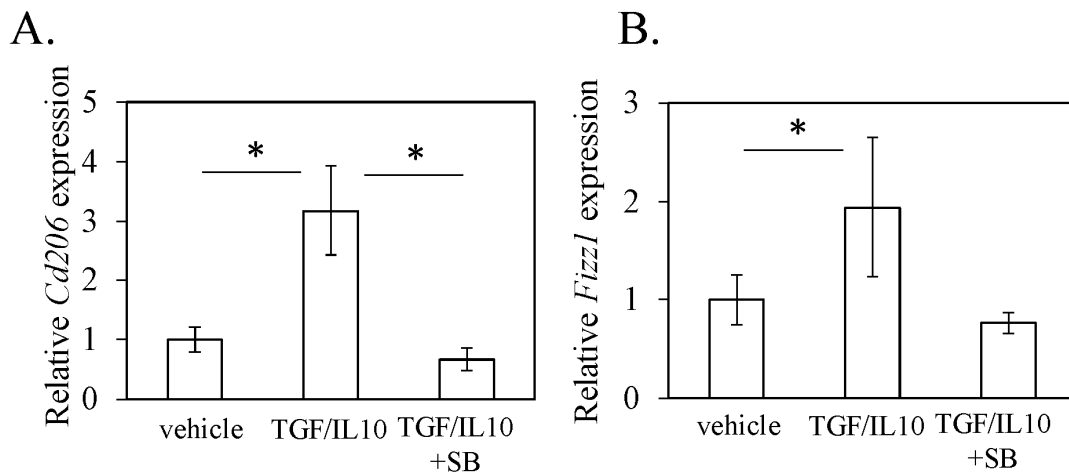 A.
Relative Cd206 expression
5
4
3
2
1
0
*
*
vehicle
TGF/IL10
TGF/IL10
+SB
B.
Relative Fizz1 expression
3
2
1
0
*
vehicle
TGF/IL10
TGF/IL10
+SB